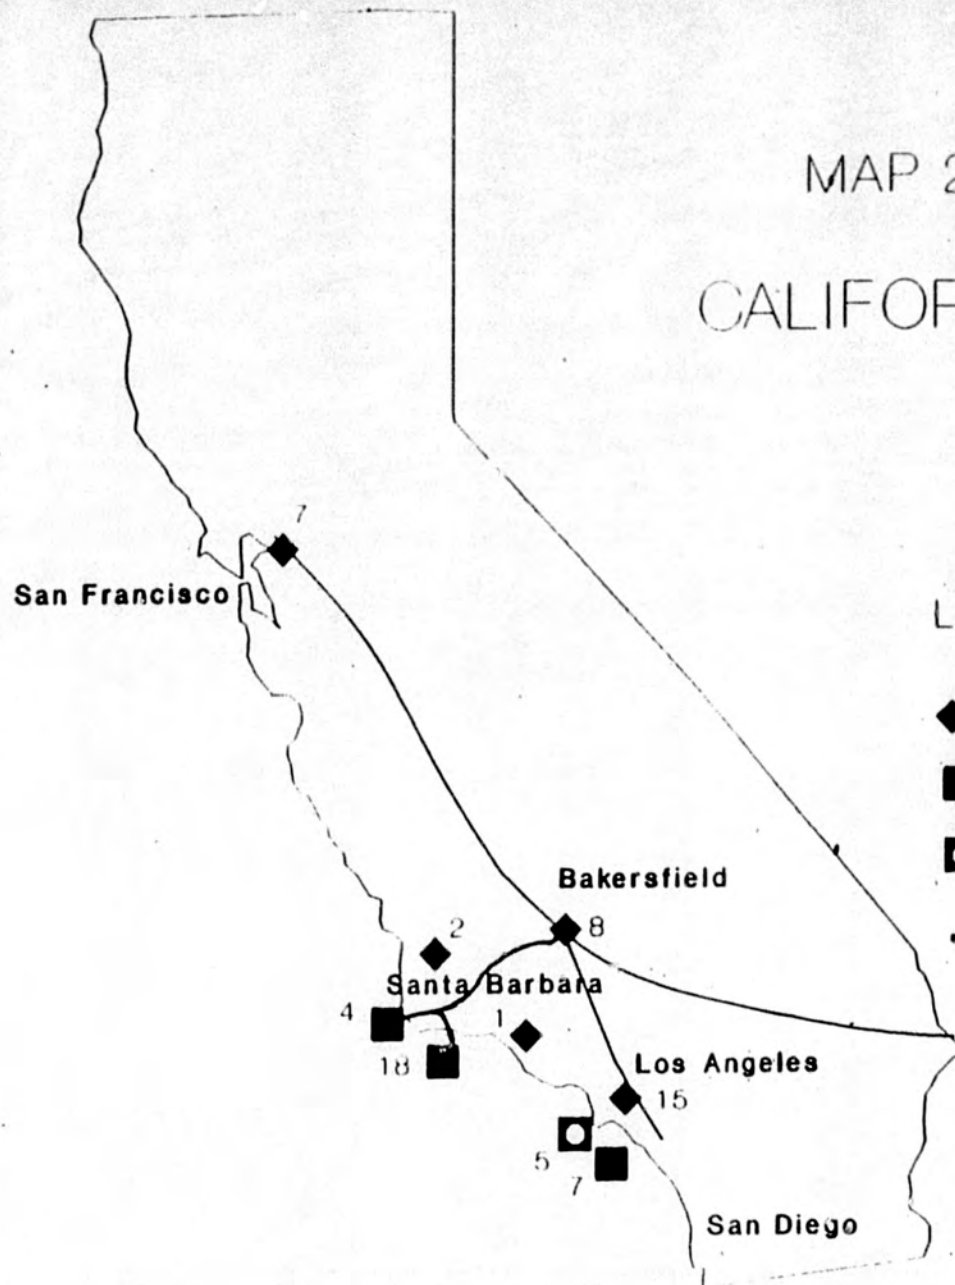 MAP 2
CALIFOR
7
San Francisco
L
Bakersfield
8
2
Santa Barbara
4
1
18
Los Angeles
15
5
7
San Diego